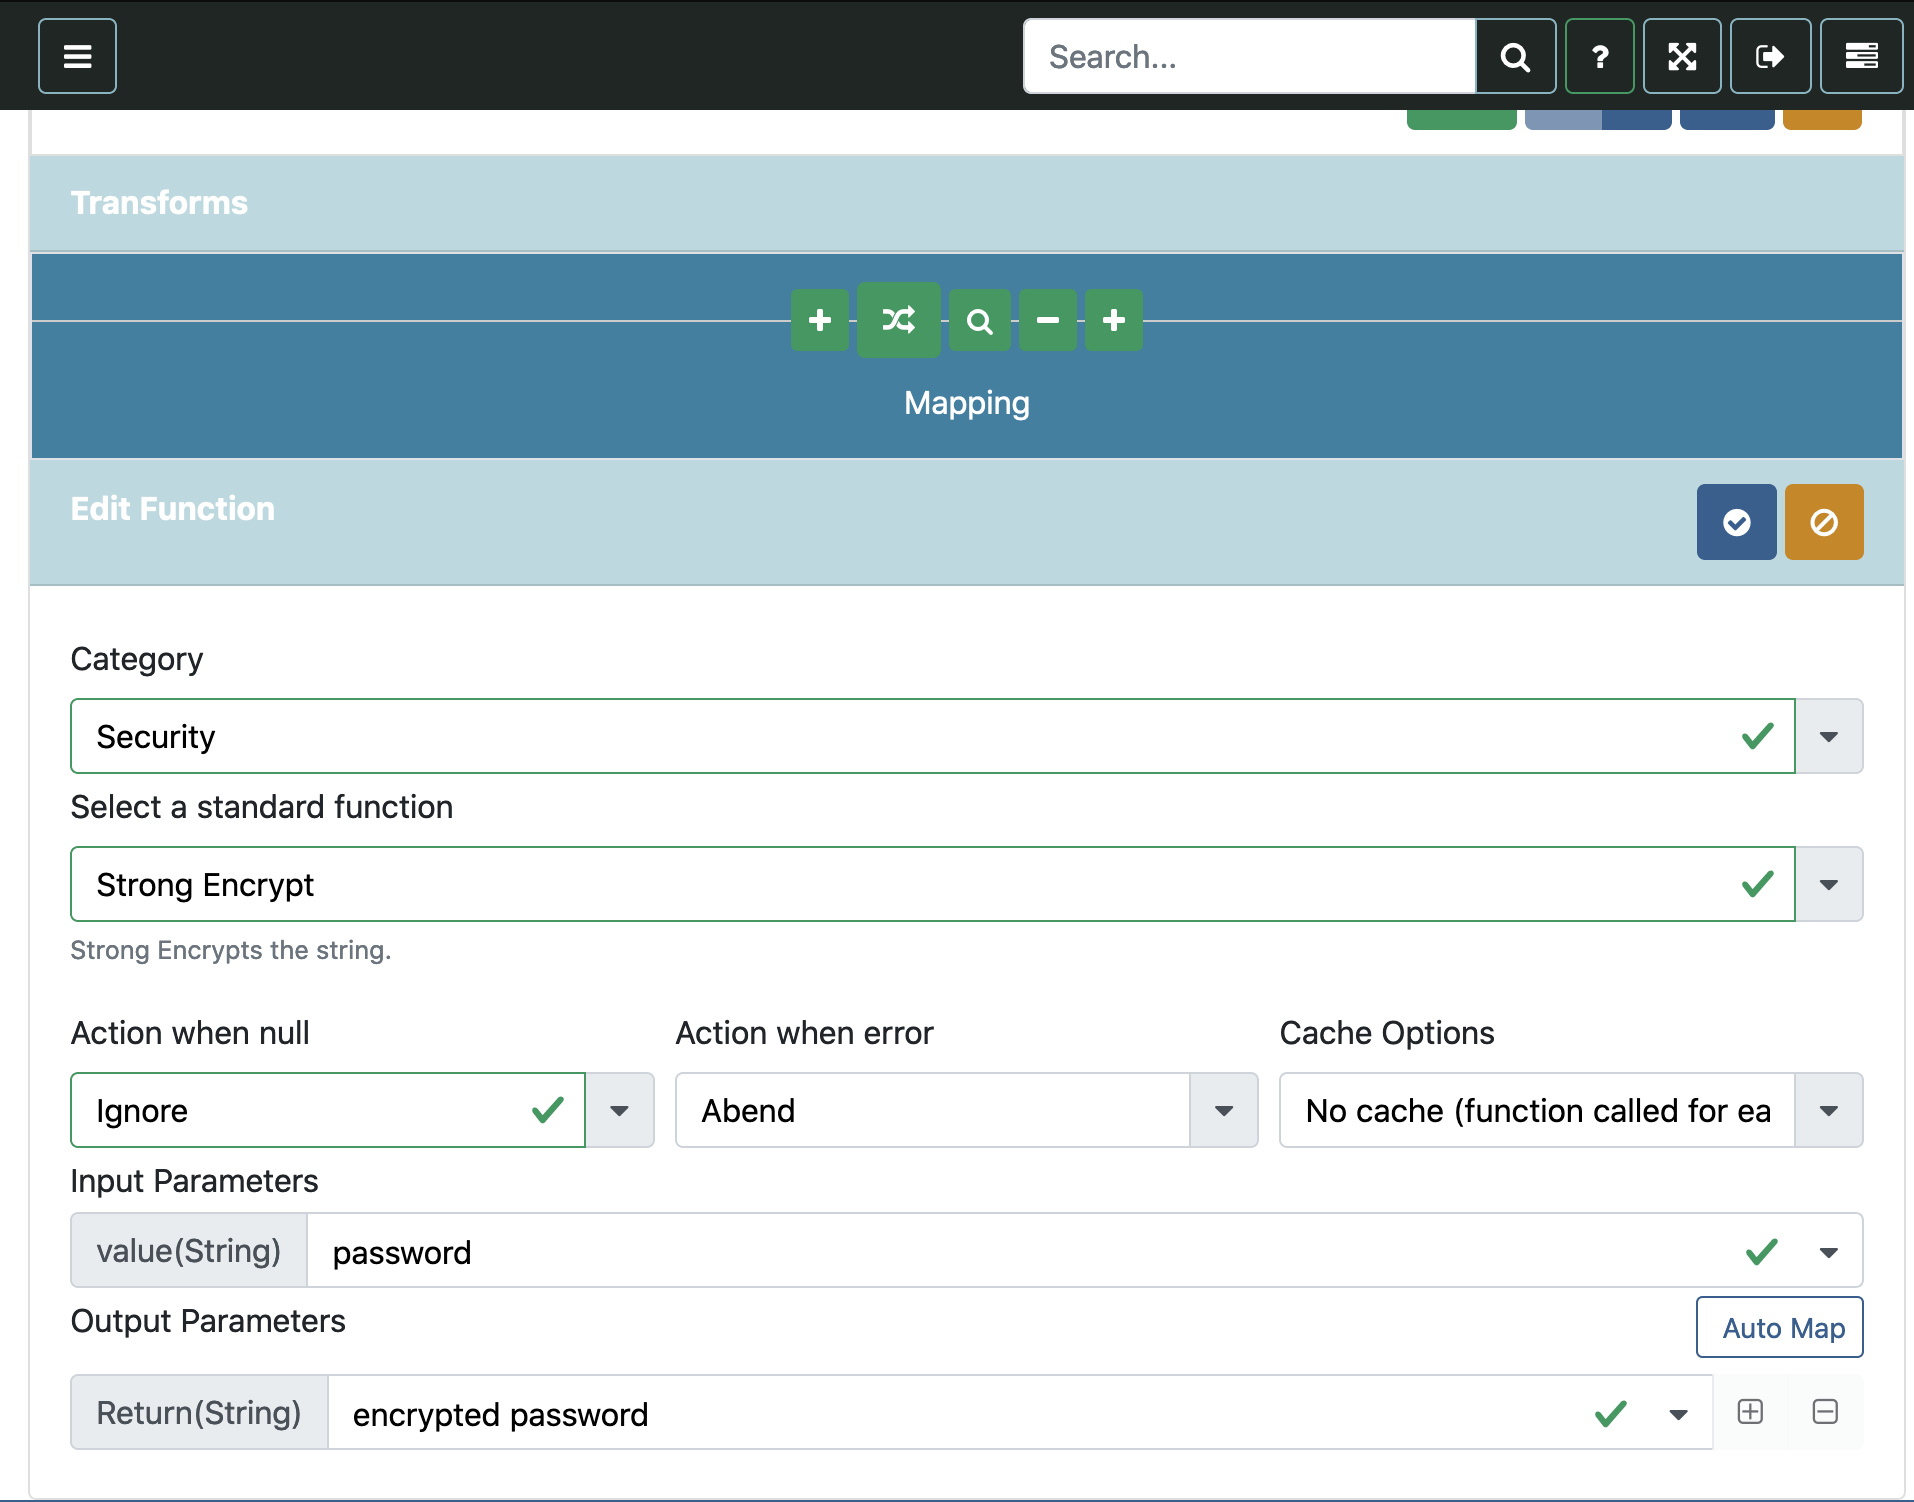 Search...
Transforms
Mapping
Edit Function
Category
Security
Select a standard function
Strong Encrypt
Strong Encrypts the string.
Action when null
Action when error
Cache Options
Ignore
Abend
No cache (function called for ea
Input Parameters
value(String)
password
Output Parameters
Auto Map
Return(String)
encrypted password